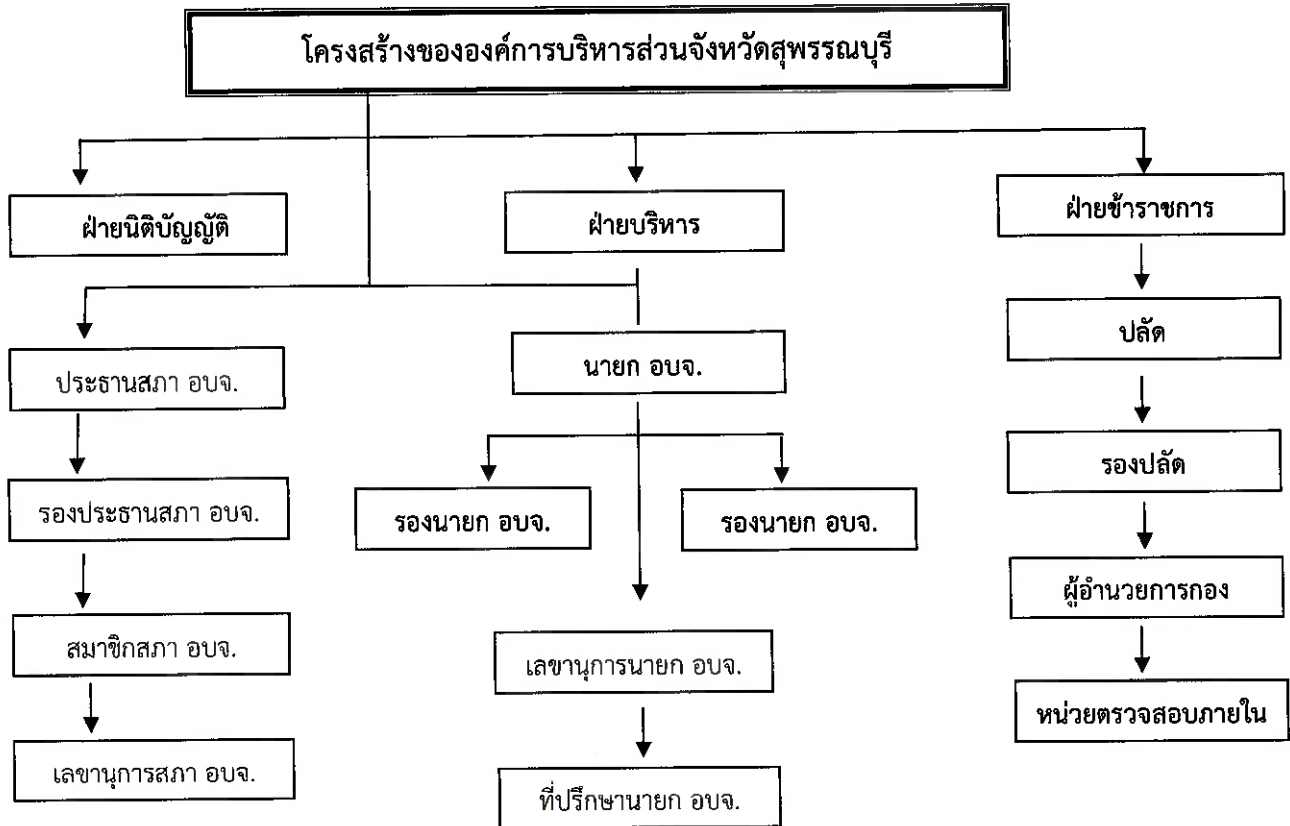 โครงสร้างขององค์การบริหารส่วนจังหวัดสุพรรณบุรี
ฝ่ายนิติบัญญัติ
ฝ่ายบริหาร
ฝ่ายข้าราชการ
ประธานสภา อบจ.
นายก อบจ.
ปลัด
รองประธานสภา อบจ.
รองนายก อบจ.
รองนายก อบจ.
รองปลัด
สมาชิกสภา อบจ.
เลขานุการนายก อบจ.
ผู้อำนวยการกอง
เลขานุการสภา อบจ.
ที่ปรึกษานายก อบจ.
หน่วยตรวจสอบภายใน